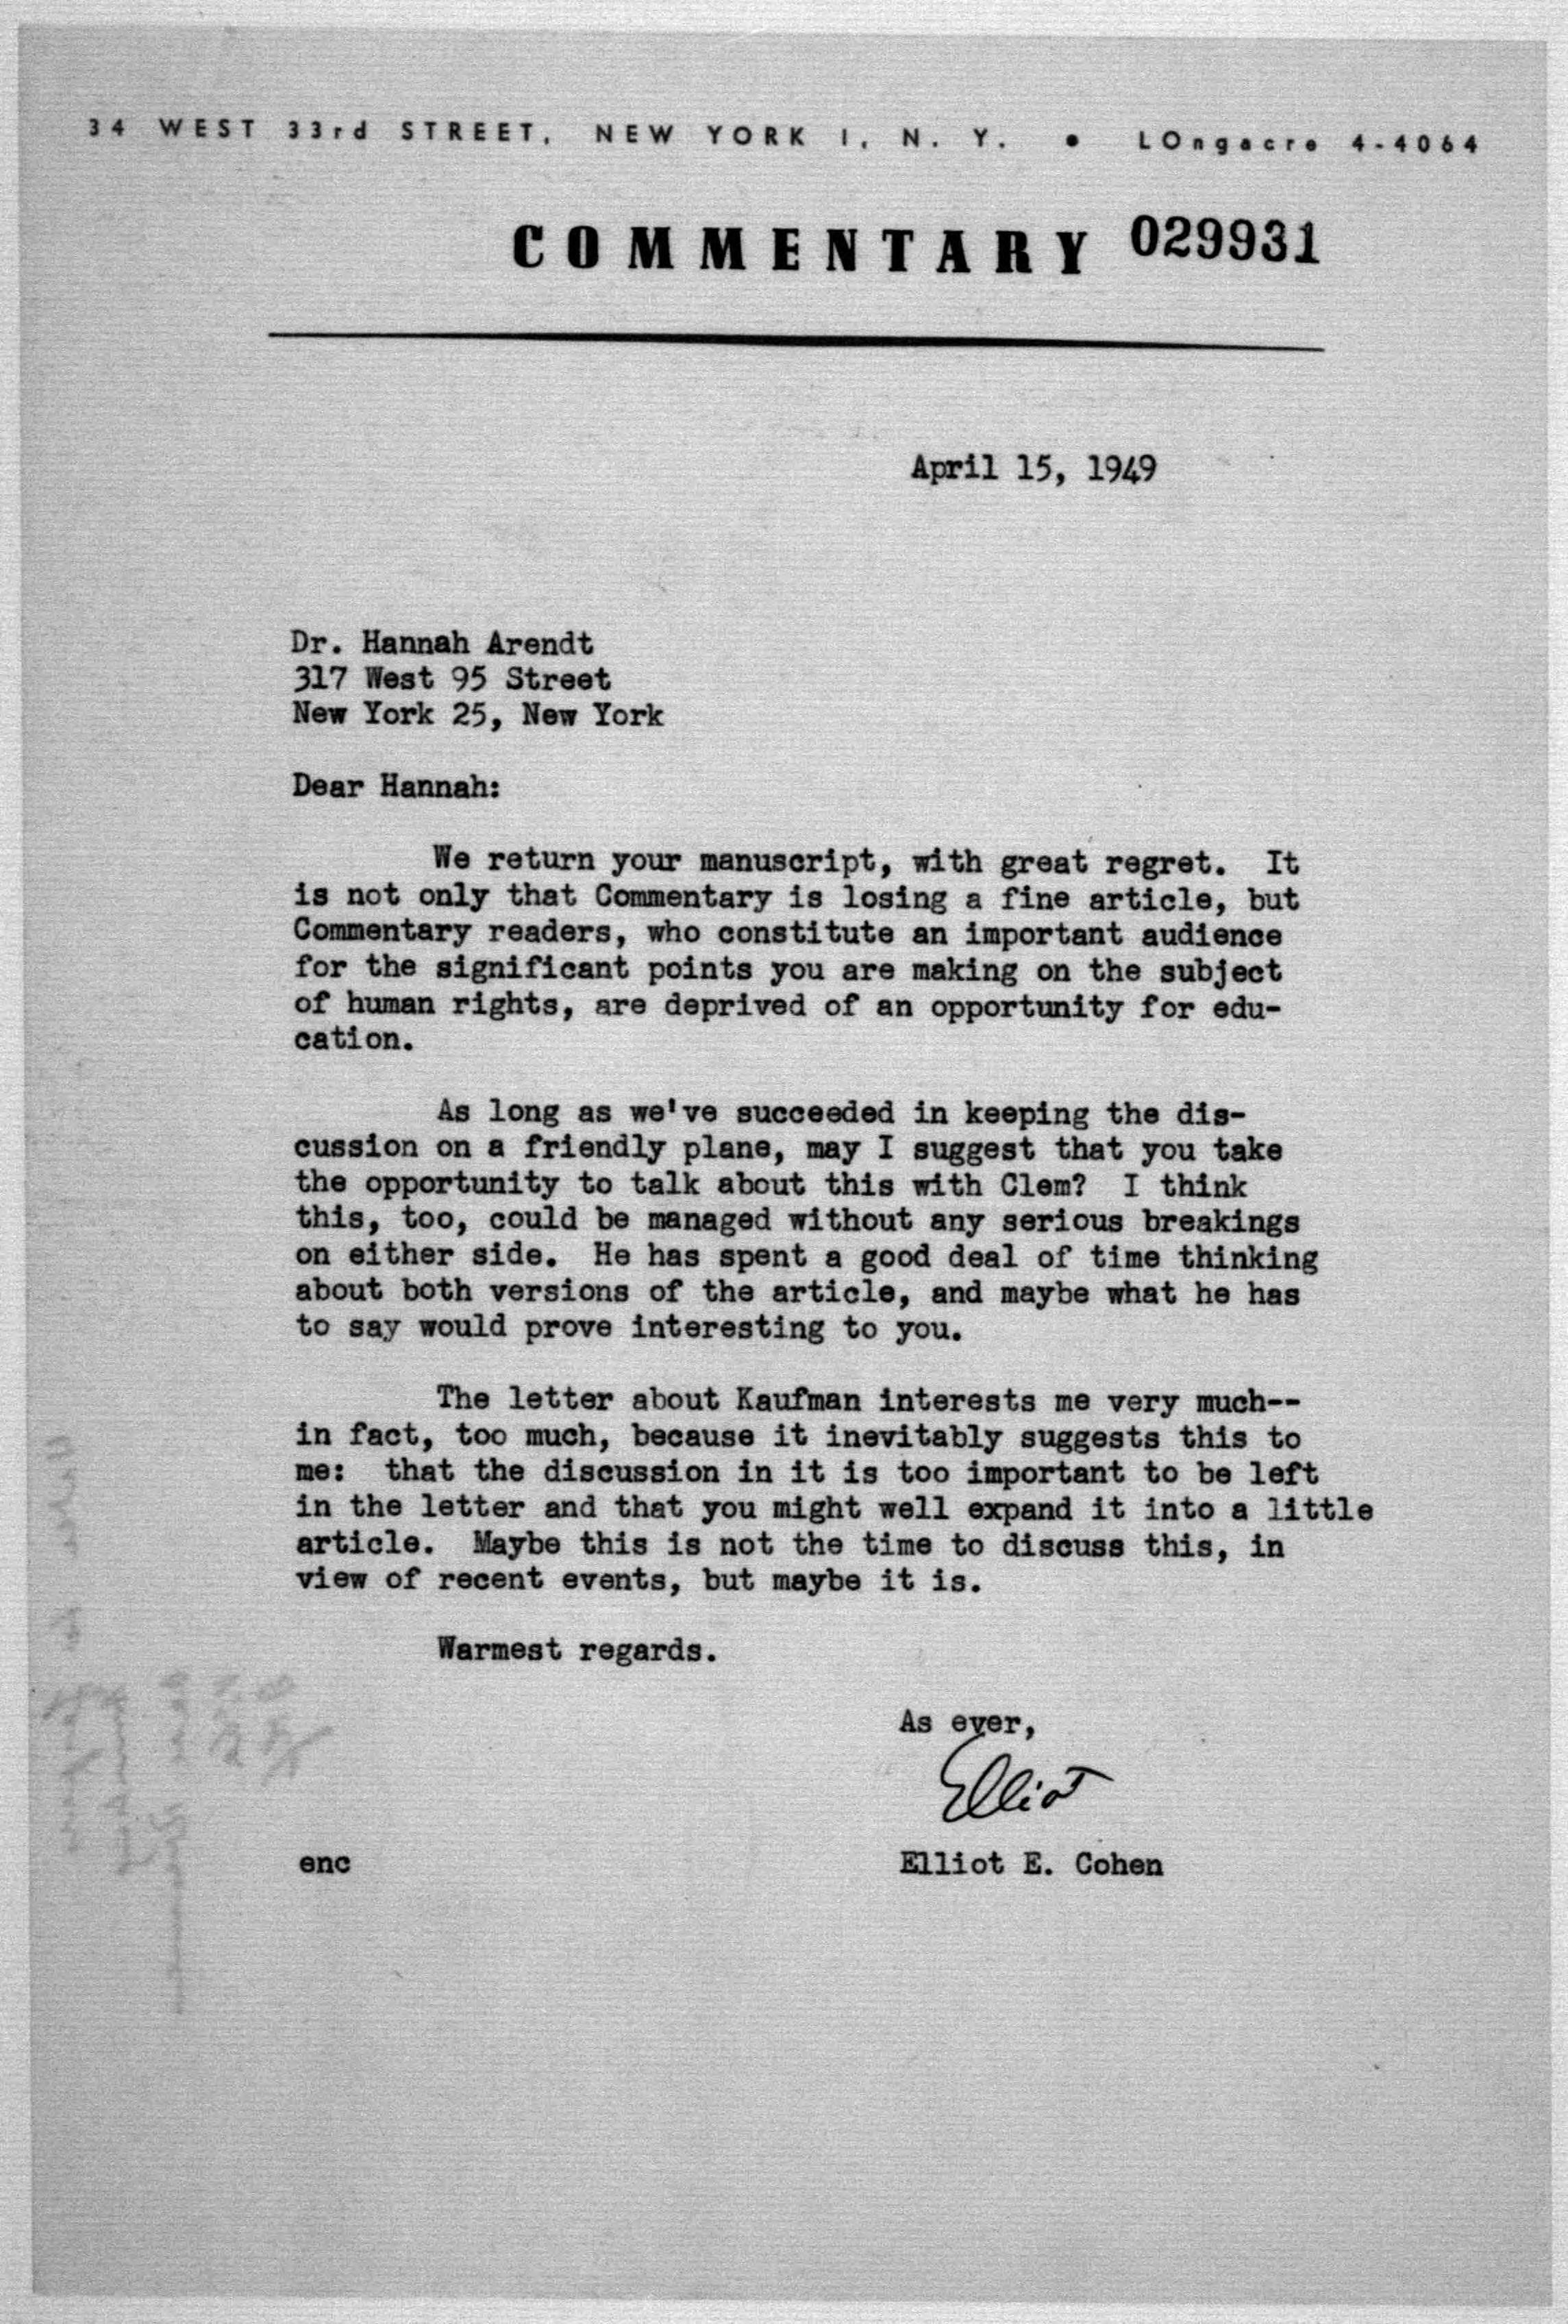 34 WEST 33rd STREET, NEW YORK 1, N. Y. • LOngacre 4-4064
COMMENTARY 029931
April 15, 1949
Dr. Hannah Arendt
317 West 95 Street
New York 25, New York
Dear Hannah:
We return your manuscript, with great regret. It
is not only that Commentary is losing a fine article, but
Commentary readers, who constitute an important audience
for the significant points you are making on the subject
of human rights, are deprived of an opportunity for edu-
cation.
As long as we've succeeded in keeping the dis-
cussion on a friendly plane, may I suggest that you take
the opportunity to talk about this with Clem? I think
this, too, could be managed without any serious breakings
on either side. He has spent a good deal of time thinking
about both versions of the article, and maybe what he has
to say would prove interesting to you.
The letter about Kaufman interests me very much--
in fact, too much, because it inevitably suggests this to
me: that the discussion in it is too important to be left
in the letter and that you might well expand it into a little
article. Maybe this is not the time to discuss this, in
view of recent events, but maybe it is.
Warmest regards.
As ever,
Elliot
enc Elliot E. Cohen